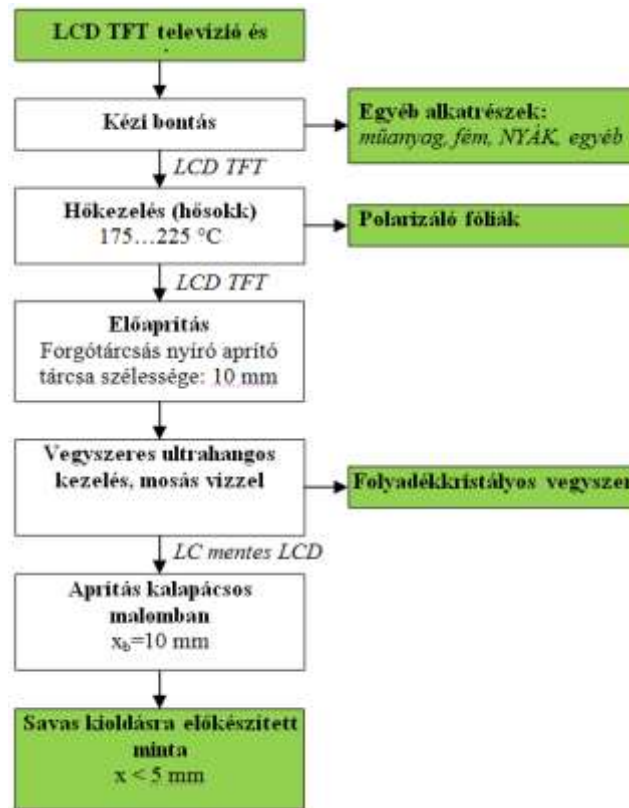 LCD TFT televízió és
Kézi bontás
Egyéb alkatrészek:
műanyag, fém, NYÁK, egyéb
LCD TFT
Hőkezelés (hősokk)
175…225 °C
Polarizáló fóliák
LCD TFT
Előaprítás
Forgótárcsás nyíró aprító
tárcsa szélessége: 10 mm
Vegyszeres ultrahangos
kezelés, mosás vízzel
Folyadékkristályos vegyszer
LC mentes LCD
Aprítás kalapácsos
malomban
xb=10 mm
Savas kioldásra előkészített
minta
x < 5 mm